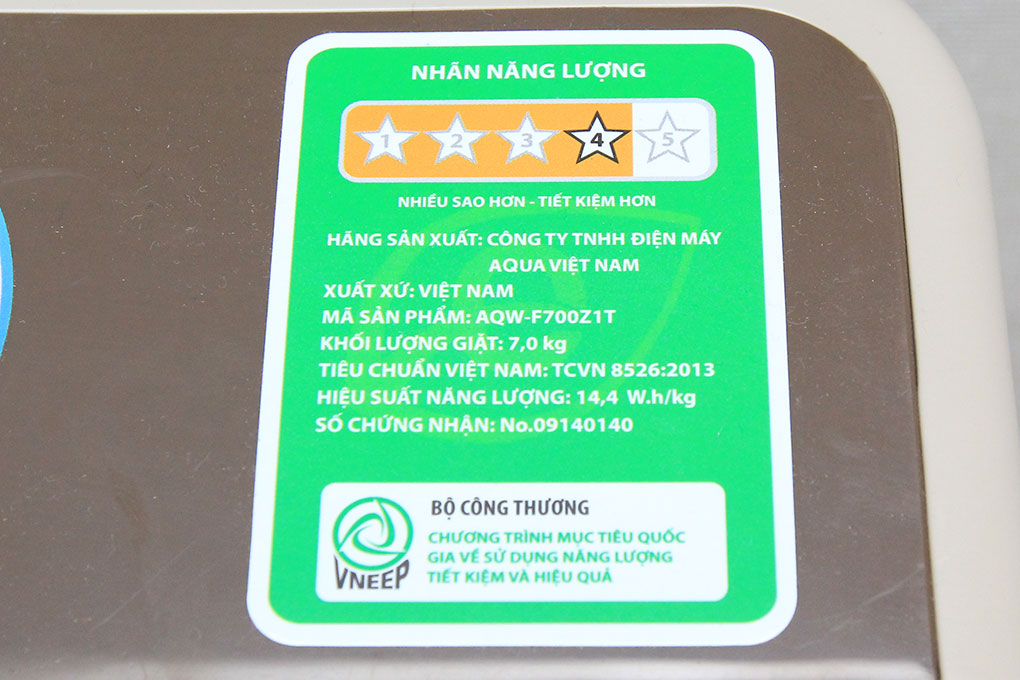 NHÃN NĂNG LƯỢNG
1 2 3 4 5
NHIỀU SAO HƠN - TIẾT KIỆM HƠN
HÃNG SẢN XUẤT: CÔNG TY TNHH ĐIỆN MÁY
AQUA VIỆT NAM
XUẤT XỨ: VIỆT NAM
MÃ SẢN PHẨM: AQW-F700Z1T
KHỐI LƯỢNG GIẶT: 7,0 kg
TIÊU CHUẨN VIỆT NAM: TCVN 8526:2013
HIỆU SUẤT NĂNG LƯỢNG: 14,4 W.h/kg
SỐ CHỨNG NHẬN: No.09140140
BỘ CÔNG THƯƠNG
CHƯƠNG TRÌNH MỤC TIÊU QUỐC
GIA VỀ SỬ DỤNG NĂNG LƯỢNG
TIẾT KIỆM VÀ HIỆU QUẢ
VNEEP